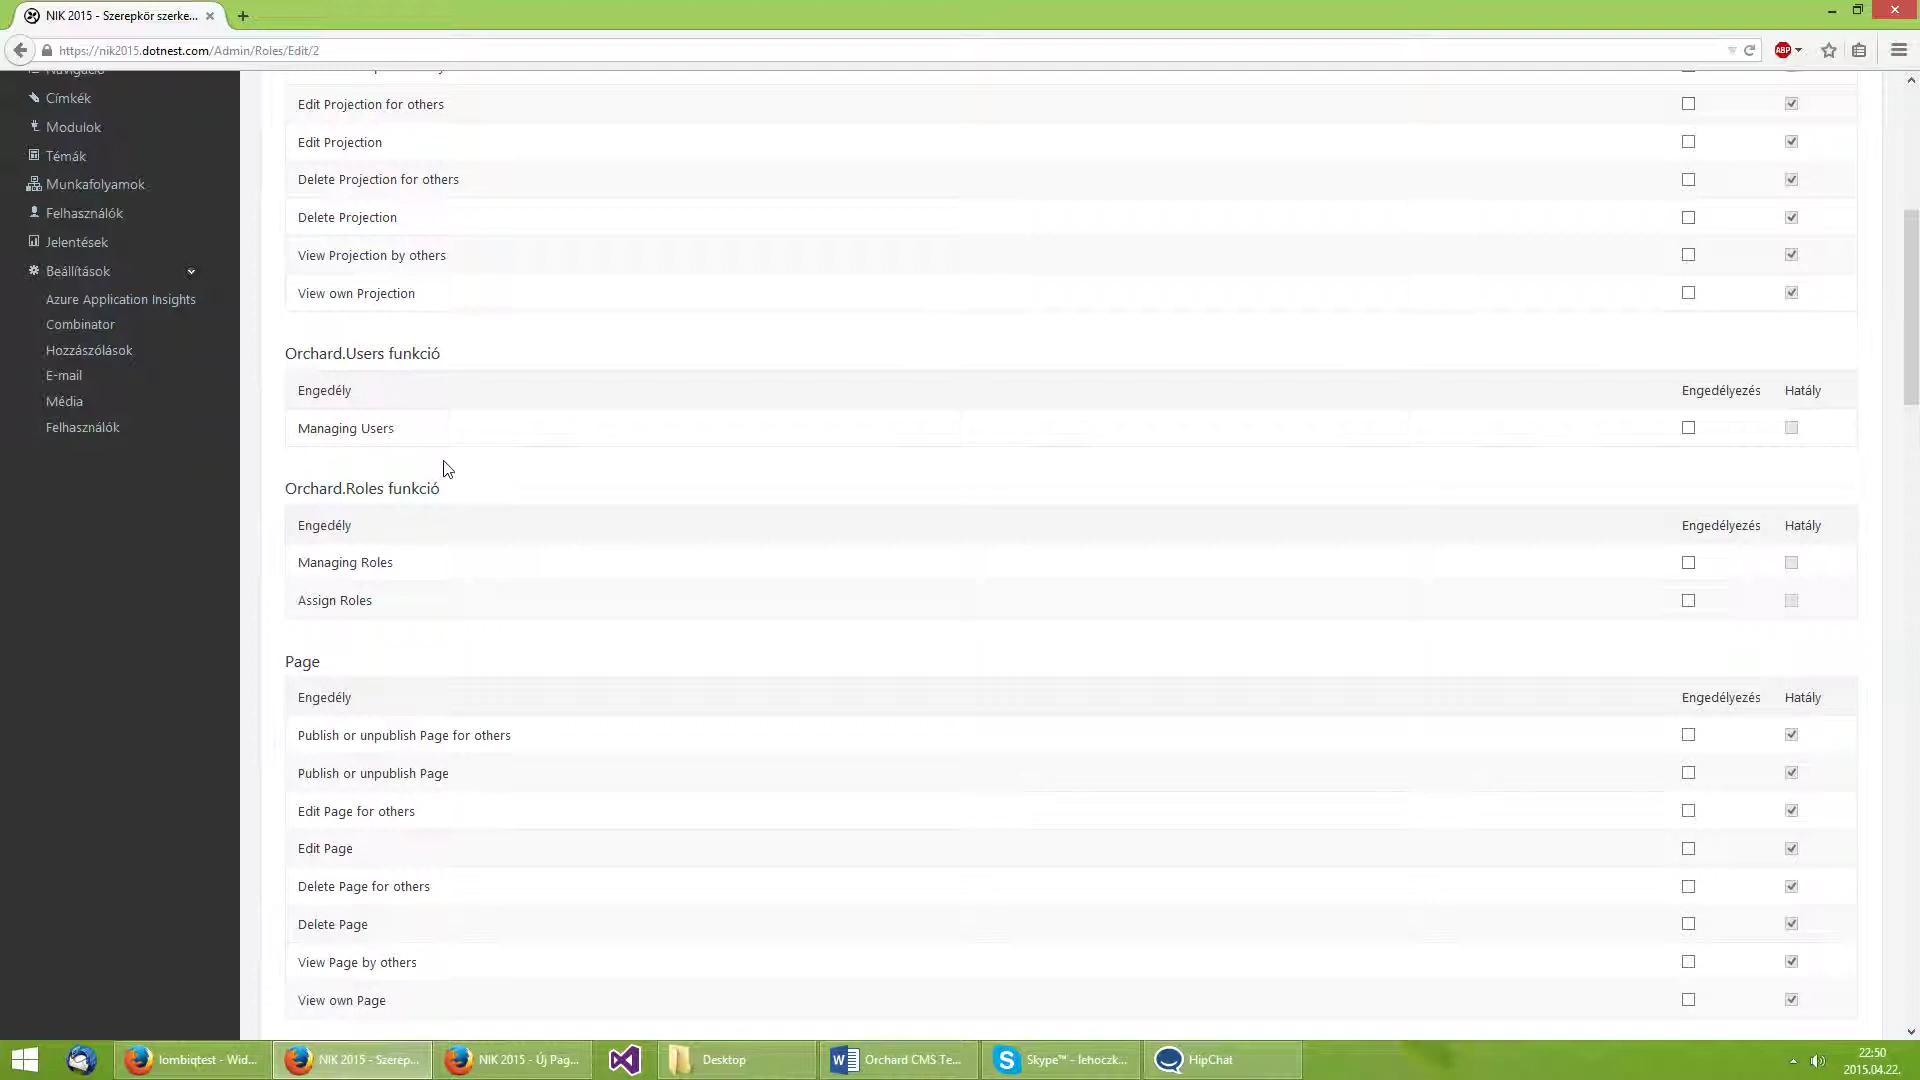 NIK 2015 - Szerepkör szerke...
https://nik2015.dotnest.com/Admin/Roles/Edit/2
ABP
Navigáció
Címkék
Modulok
Témák
Munkafolyamok
Felhasználók
Jelentések
Beállítások
Azure Application Insights
Combinator
Hozzászólások
E-mail
Média
Felhasználók
Edit Projection for others
Edit Projection
Delete Projection for others
Delete Projection
View Projection by others
View own Projection
Orchard.Users funkció
Engedély Engedélyezés Hatály
Managing Users
Orchard.Roles funkció
Engedély Engedélyezés Hatály
Managing Roles
Assign Roles
Page
Engedély Engedélyezés Hatály
Publish or unpublish Page for others
Publish or unpublish Page
Edit Page for others
Edit Page
Delete Page for others
Delete Page
View Page by others
View own Page
lombiqtest - Wid...
NIK 2015 - Szerep...
NIK 2015 - Új Pag...
Desktop
Orchard CMS Te...
Skype™ - lehoczk...
HipChat
22:50
2015.04.22.